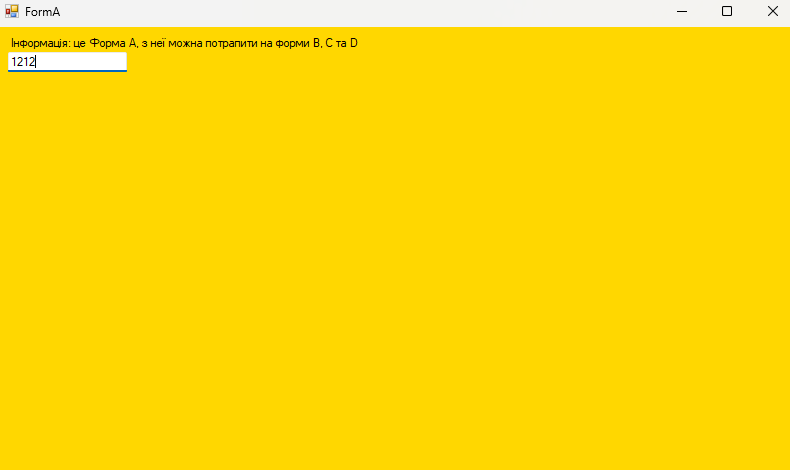 FormA
Інформація: це Форма А, з неї можна потрапити на форми B, C та D
1212